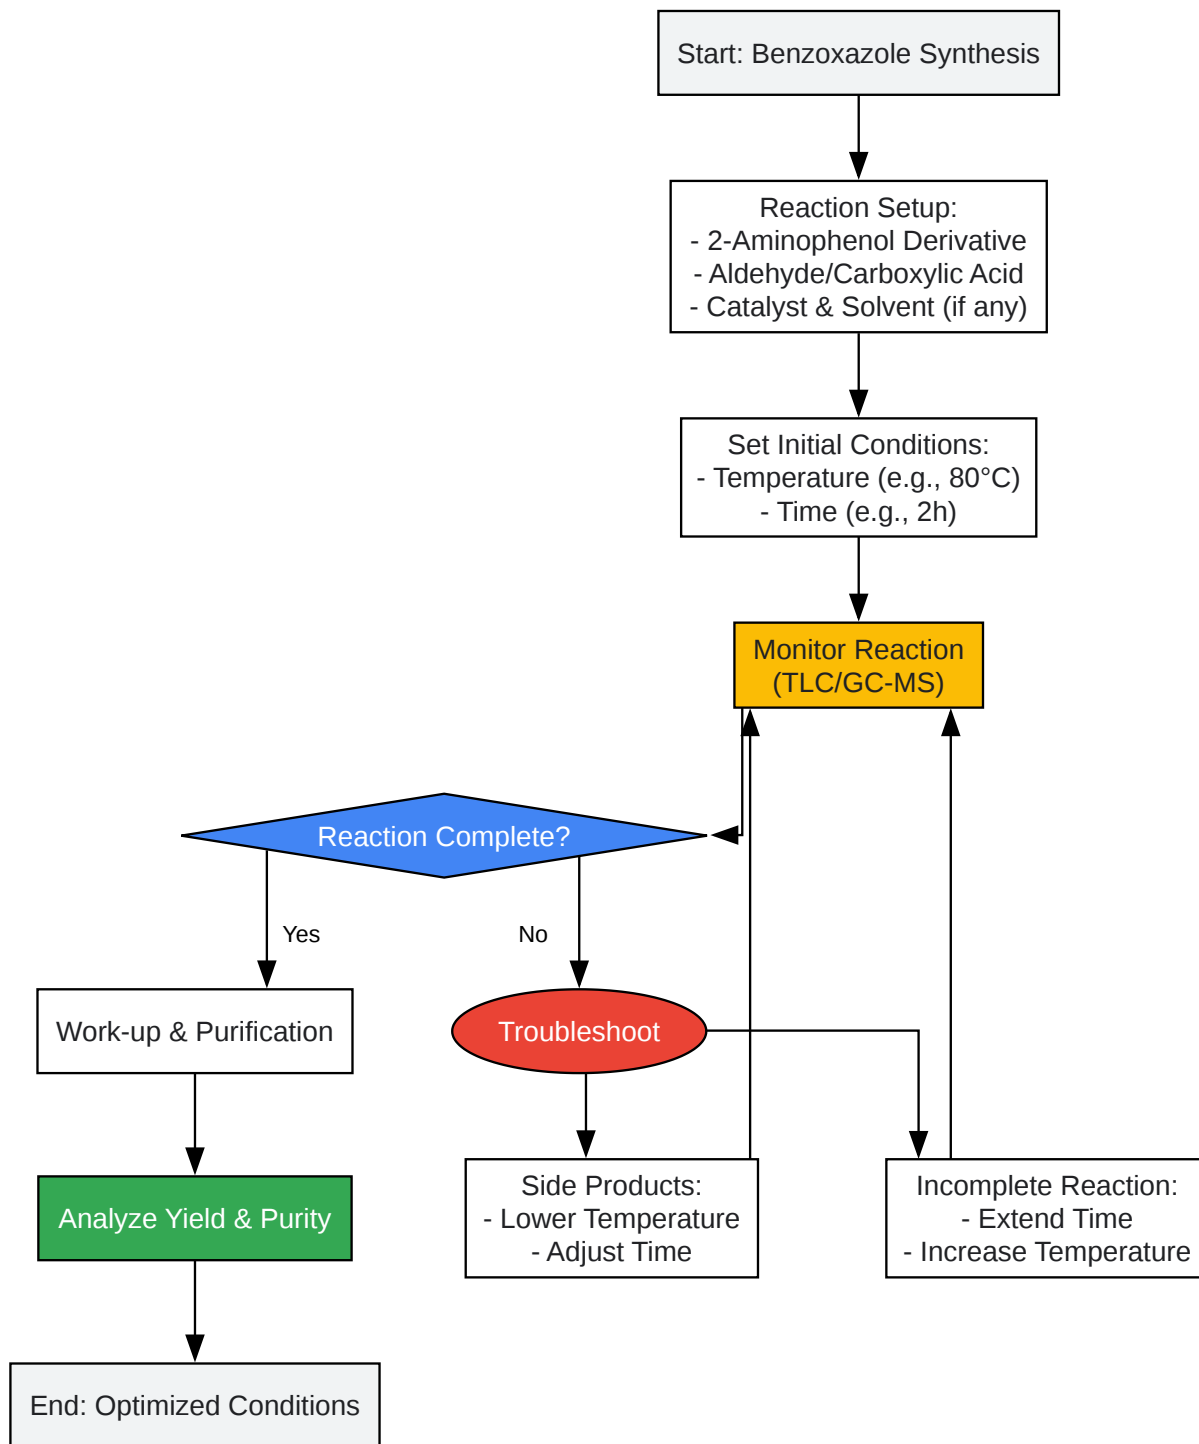 Start: Benzoxazole Synthesis
Reaction Setup:
- 2-Aminophenol Derivative
- Aldehyde/Carboxylic Acid
- Catalyst & Solvent (if any)
Set Initial Conditions:
- Temperature (e.g., 80°C)
- Time (e.g., 2h)
Monitor Reaction
(TLC/GC-MS)
Reaction Complete?
Yes
No
Work-up & Purification
Troubleshoot
Analyze Yield & Purity
Side Products:
- Lower Temperature
- Adjust Time
Incomplete Reaction:
- Extend Time
- Increase Temperature
End: Optimized Conditions